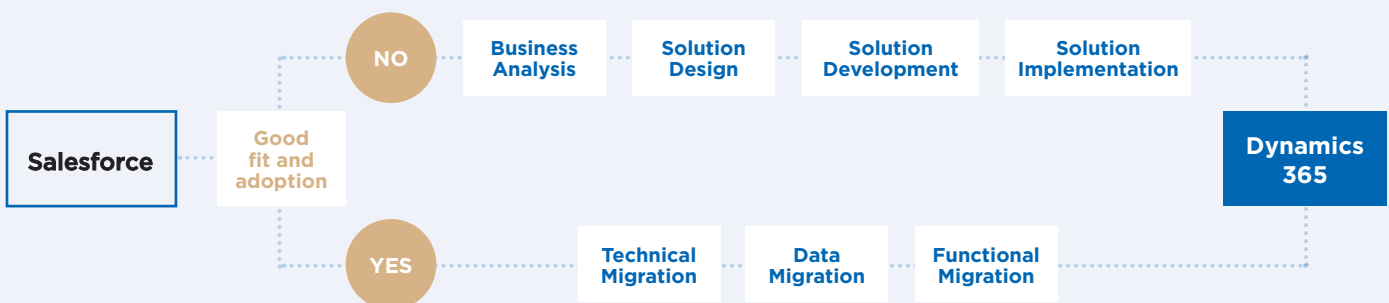 Salesforce
Good
fit and
adoption
NO
Business
Analysis
Solution
Design
Solution
Development
Solution
Implementation
YES
Technical
Migration
Data
Migration
Functional
Migration
Dynamics
365